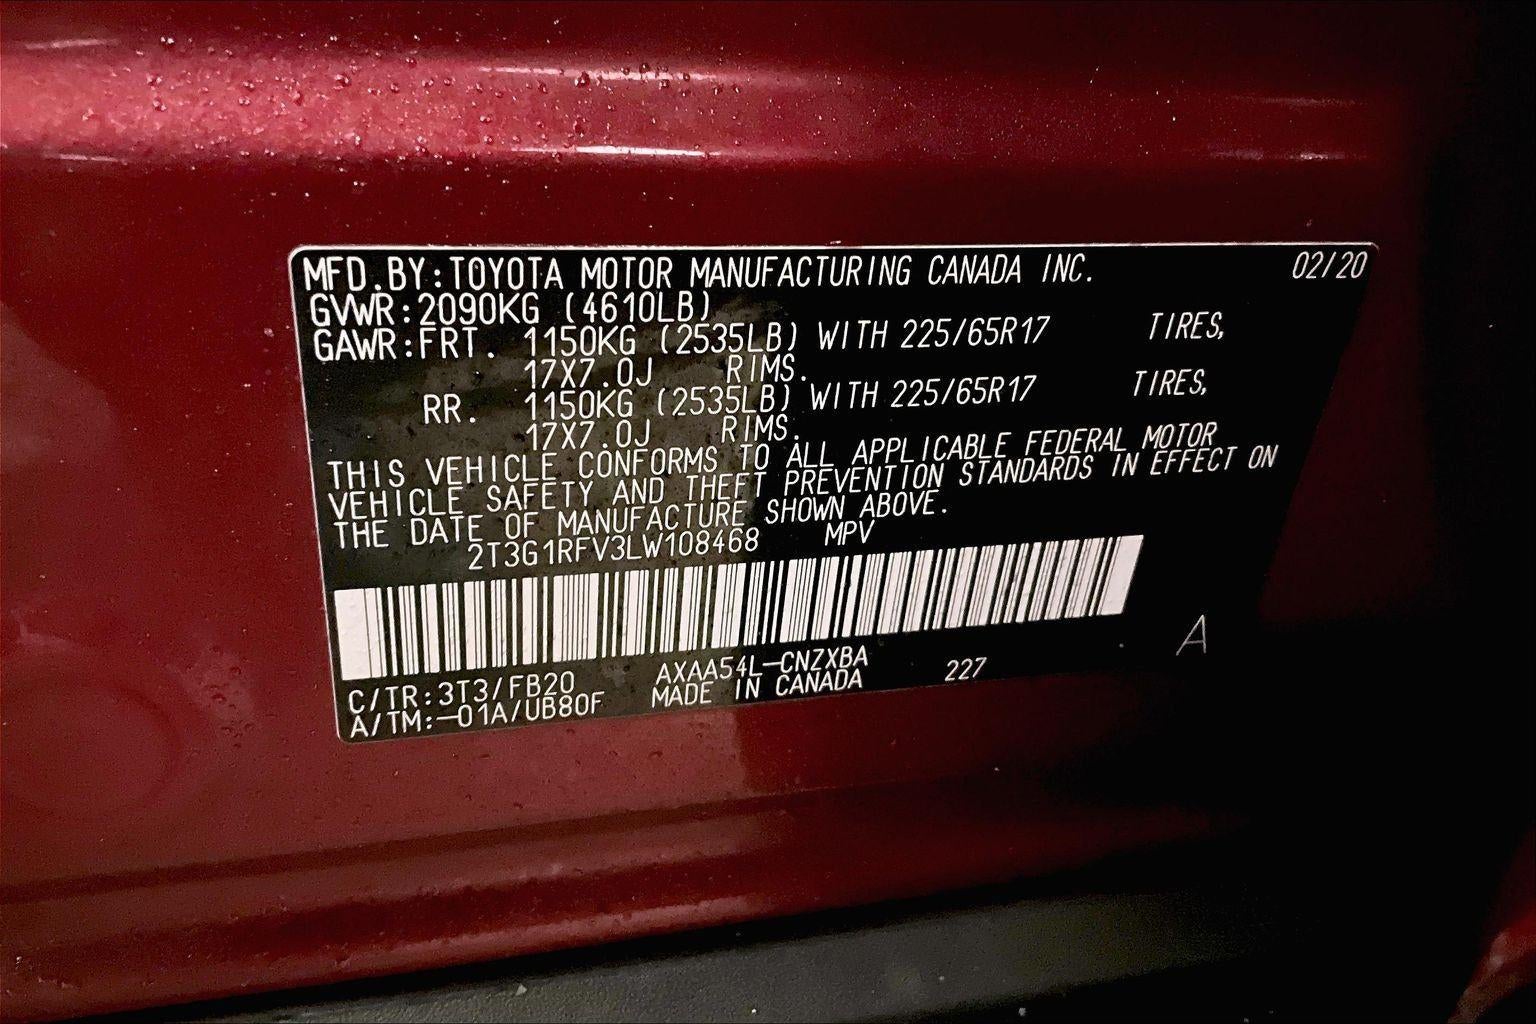 MFD.BY:TOYOTA MOTOR MANUFACTURING CANADA INC. 02/20
GVWR:2090KG (4610LB)
GAWR:FRT. 1150KG (2535LB) WITH 225/65R17 TIRES,
17X7.0J RIMS.
RR. 1150KG (2535LB) WITH 225/65R17 TIRES,
17X7.0J RIMS.
THIS VEHICLE CONFORMS TO ALL APPLICABLE FEDERAL MOTOR
VEHICLE SAFETY AND THEFT PREVENTION STANDARDS IN EFFECT ON
THE DATE OF MANUFACTURE SHOWN ABOVE.
2T3G1RFV3LW108468 MPV
A
C/TR:3T3/FB20 AXAA54L-CNZXBA 227
A/TM:-01A/UB80F MADE IN CANADA